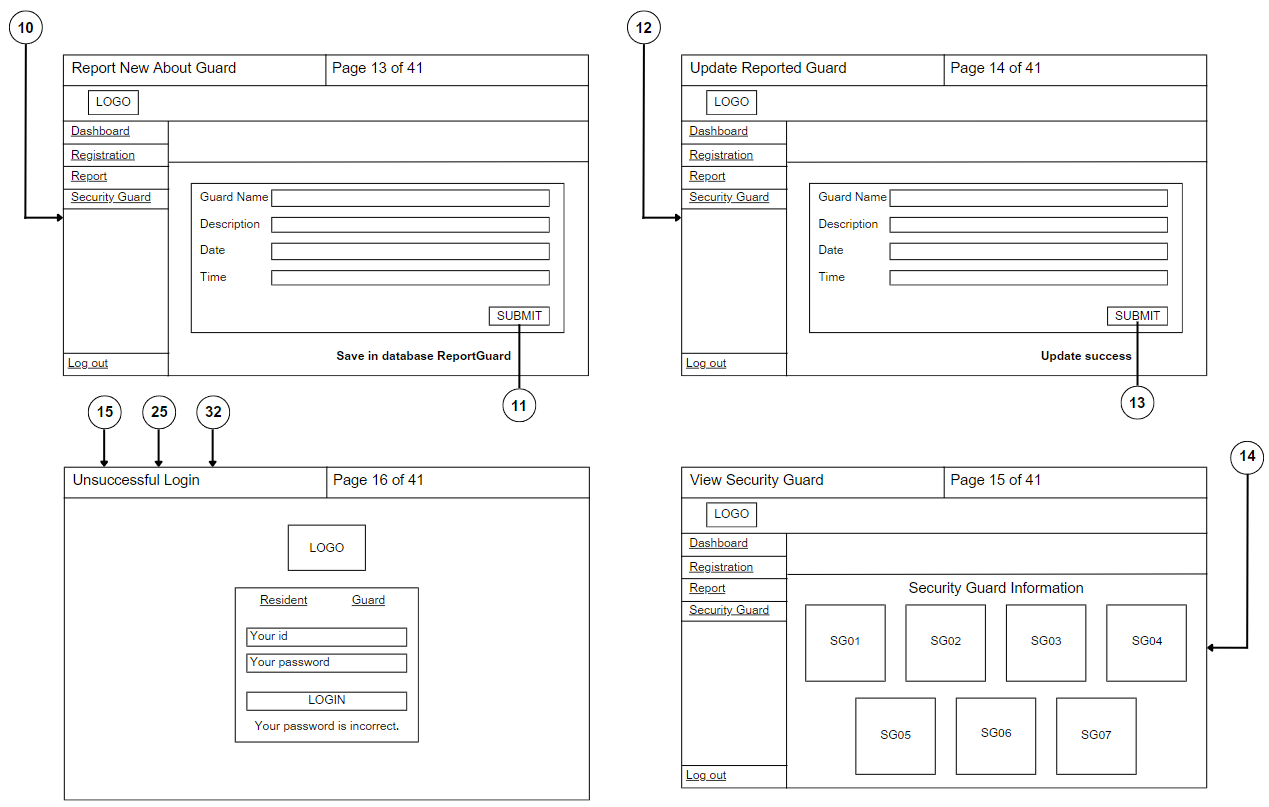 10
Report New About Guard
Page 13 of 41
LOGO
Dashboard
Registration
Report
Security Guard
Guard Name
Description
Date
Time
SUBMIT
Save in database ReportGuard
Log out
11
12
Update Reported Guard
Page 14 of 41
LOGO
Dashboard
Registration
Report
Security Guard
Guard Name
Description
Date
Time
SUBMIT
Update success
Log out
13
15
25
32
Unsuccessful Login
Page 16 of 41
LOGO
Resident
Guard
Your id
Your password
LOGIN
Your password is incorrect.
14
View Security Guard
Page 15 of 41
LOGO
Dashboard
Registration
Report
Security Guard
Security Guard Information
SG01
SG02
SG03
SG04
SG05
SG06
SG07
Log out